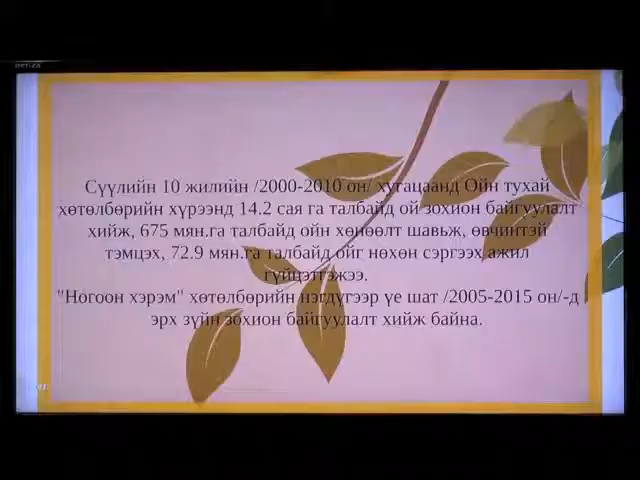 Сүүлийн 10 жилийн /2000-2010 он/ хугацаанд Ойн тухай
хөтөлбөрийн хүрээнд 14.2 сая га талбайд ой зохион байгуулалт
хийж, 675 мян.га талбайд ойн хөнөөлт шавьж, өвчинтэй
тэмцэх, 72.9 мян.га талбайд ойг нөхөн сэргээх ажил
гүйцэтгэжээ.
"Ногоон хэрэм" хөтөлбөрийн нэгдүгээр үе шат /2005-2015 он/-д
эрх зүйн зохион байгуулалт хийж байна.